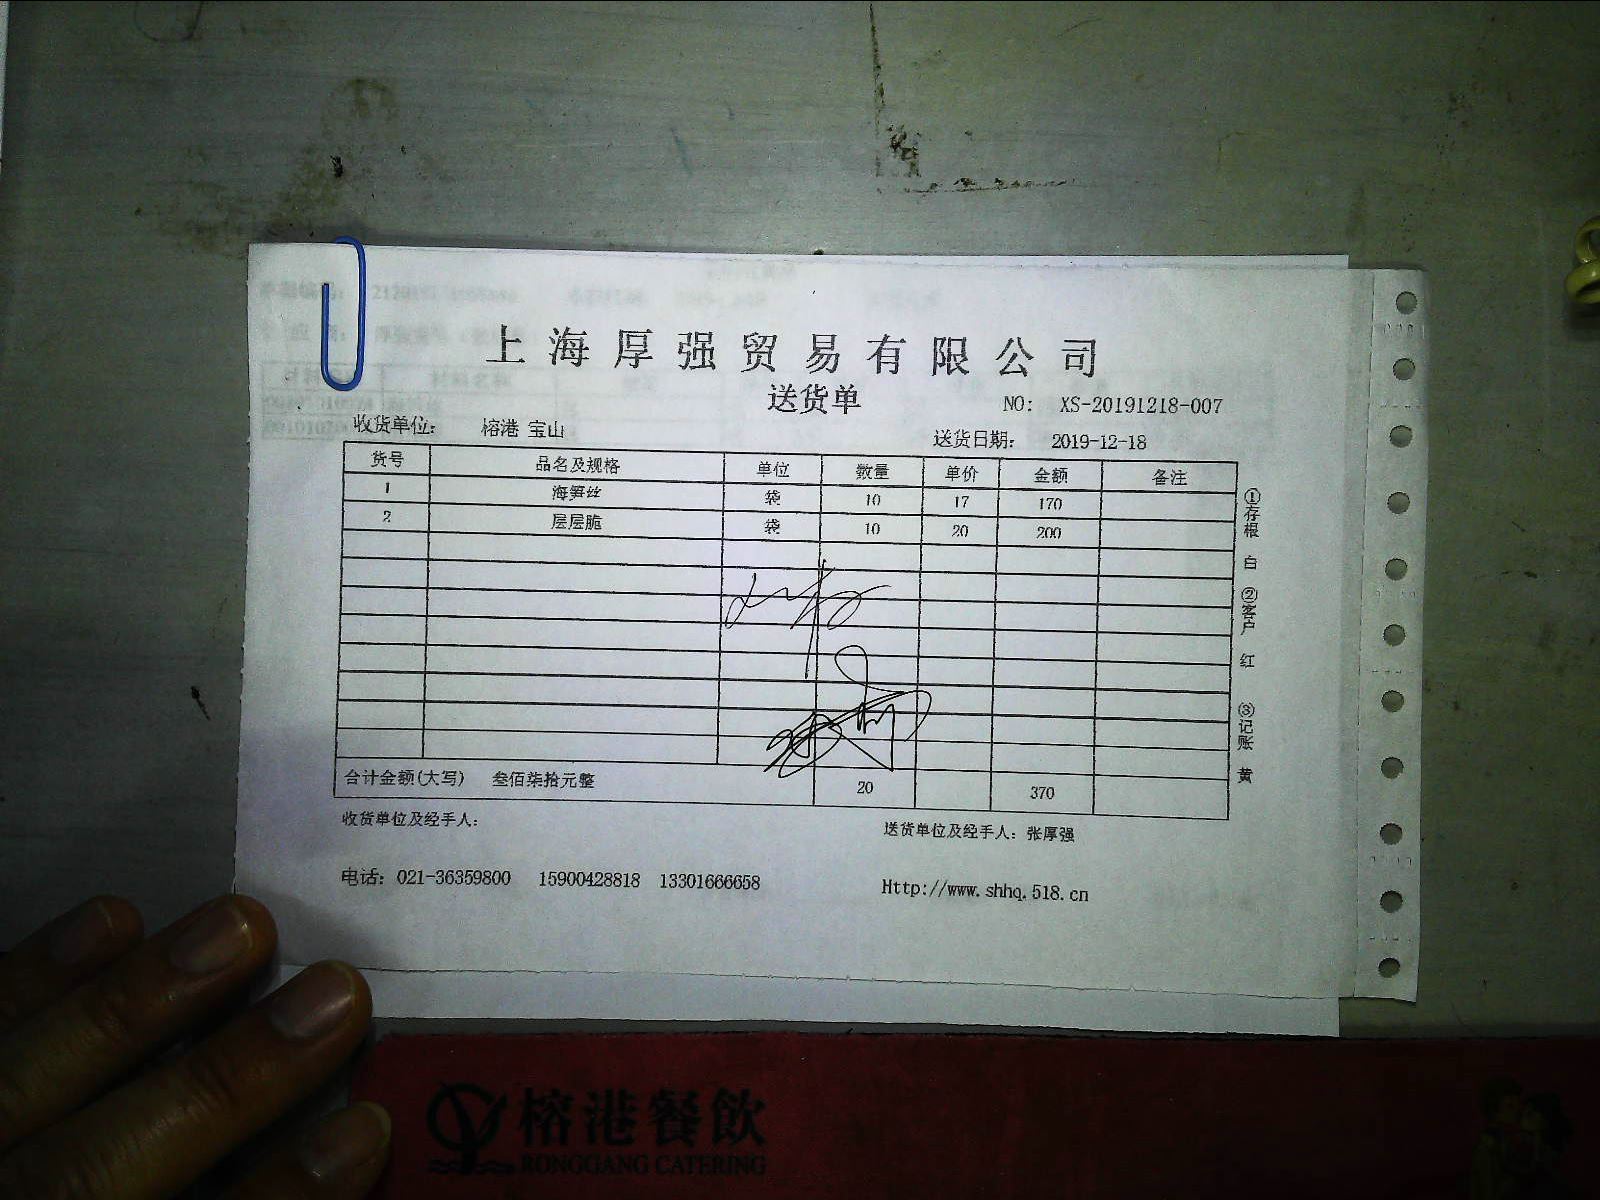 上海厚强贸易有限公司
送货单
NO: XS-20191218-007
收货单位: 榕港 宝山
送货日期: 2019-12-18
货号 品名及规格 单位 数量 单价 金额 备注
1 海笋丝 袋 10 17 170
2 层层脆 袋 10 20 200
合计金额(大写) 叁佰柒拾元整 20 370
①存根 白 ②客户 红 ③记账 黄
收货单位及经手人:
送货单位及经手人: 张厚强
电话: 021-36359800 15900428818 13301666658
Http://www.shhq.518.cn
榕港餐飲
RONGGANG CATERING